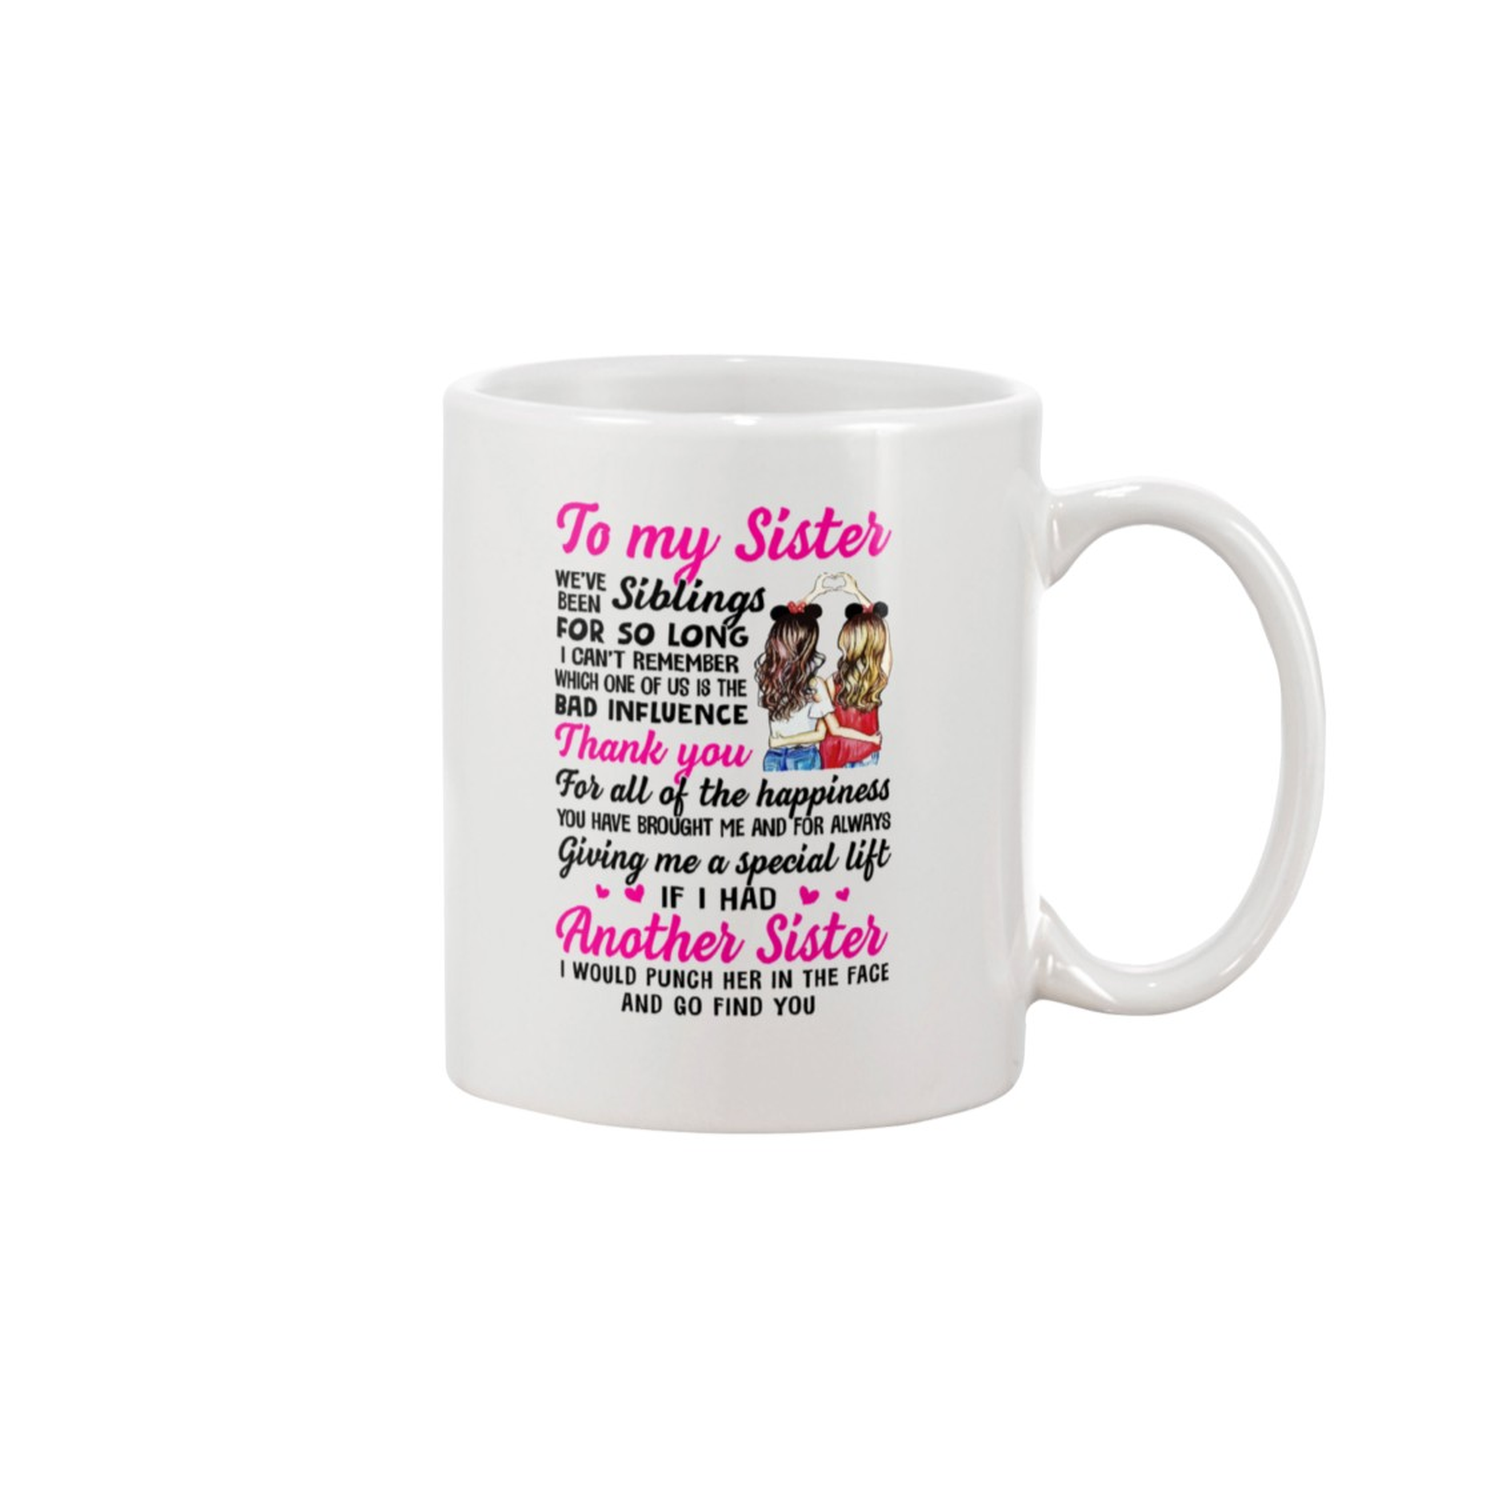 To my Sister
WE'VE
BEEN Siblings
FOR SO LONG
I CAN'T REMEMBER
WHICH ONE OF US IS THE
BAD INFLUENCE
Thank you
For all of the happiness
YOU HAVE BROUGHT ME AND FOR ALWAYS
Giving me a special lift
IF I HAD
Another Sister
I WOULD PUNCH HER IN THE FACE
AND GO FIND YOU